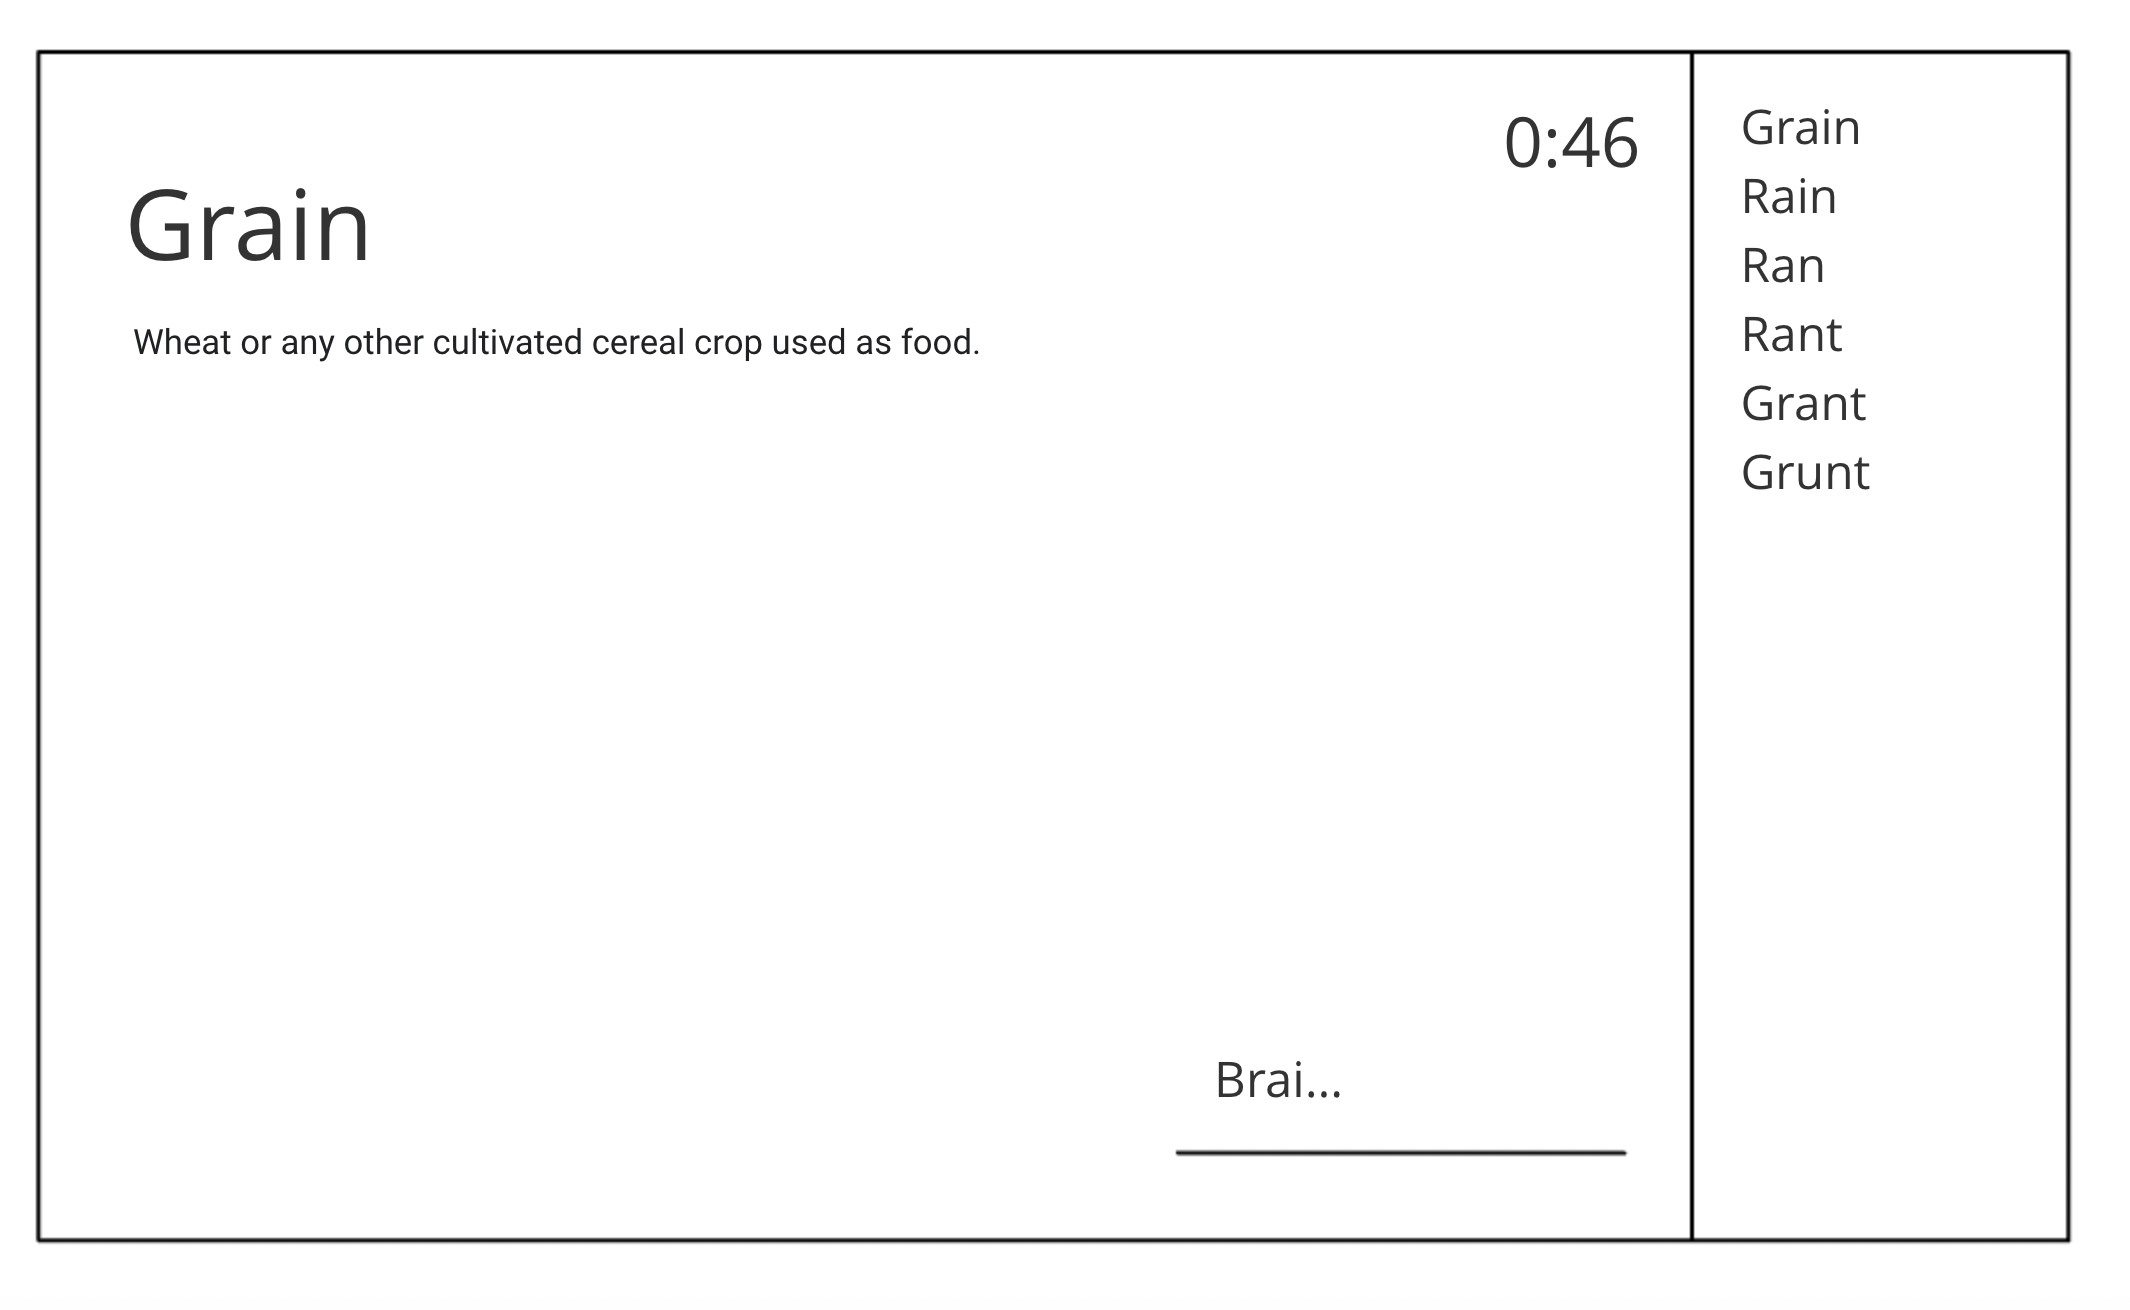 0:46
Grain
Wheat or any other cultivated cereal crop used as food.
Brai...
Grain
Rain
Ran
Rant
Grant
Grunt